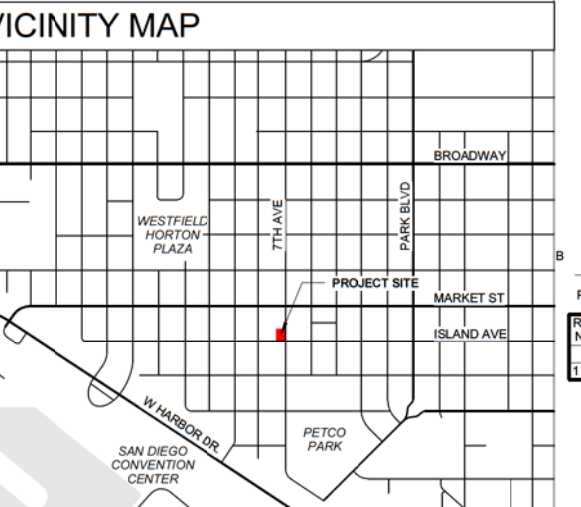 VICINITY MAP
BROADWAY
WESTFIELD
HORTON
PLAZA
7TH AVE
PARK BLVD
B
PROJECT SITE
MARKET ST
ISLAND AVE
R
N
1
W HARBOR DR.
PETCO
PARK
SAN DIEGO
CONVENTION
CENTER